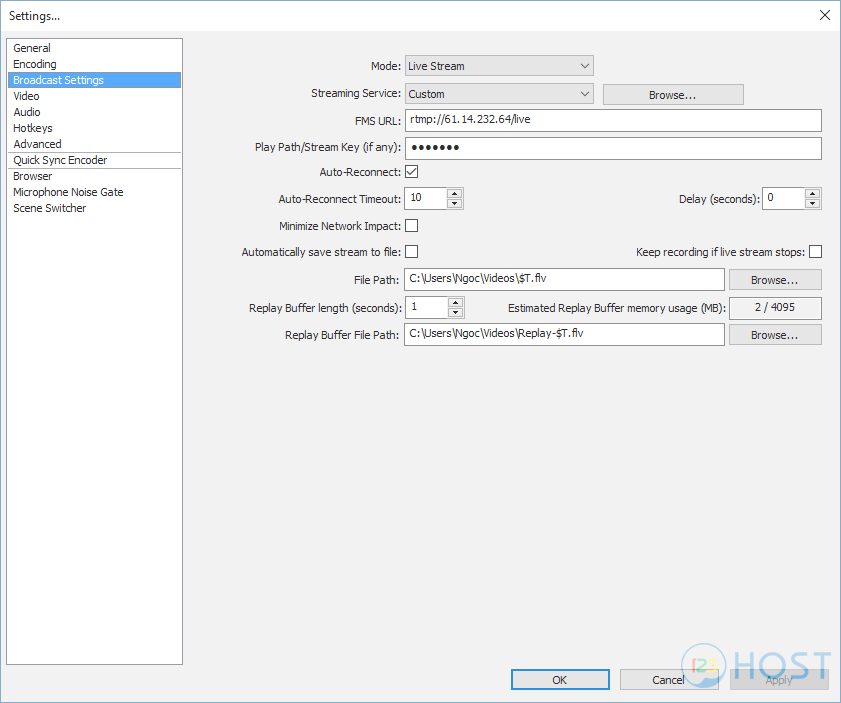 Settings...
General
Encoding
Broadcast Settings
Video
Audio
Hotkeys
Advanced
Quick Sync Encoder
Browser
Microphone Noise Gate
Scene Switcher
Mode: Live Stream
Streaming Service: Custom Browse...
FMS URL: rtmp://61.14.232.64/live
Play Path/Stream Key (if any): •••••••
Auto-Reconnect:
Auto-Reconnect Timeout: 10 Delay (seconds): 0
Minimize Network Impact:
Automatically save stream to file: Keep recording if live stream stops:
File Path: C:\Users\Ngoc\Videos\$T.flv Browse...
Replay Buffer length (seconds): 1 Estimated Replay Buffer memory usage (MB): 2 / 4095
Replay Buffer File Path: C:\Users\Ngoc\Videos\Replay-$T.flv Browse...
123 HOST
OK Cancel Apply